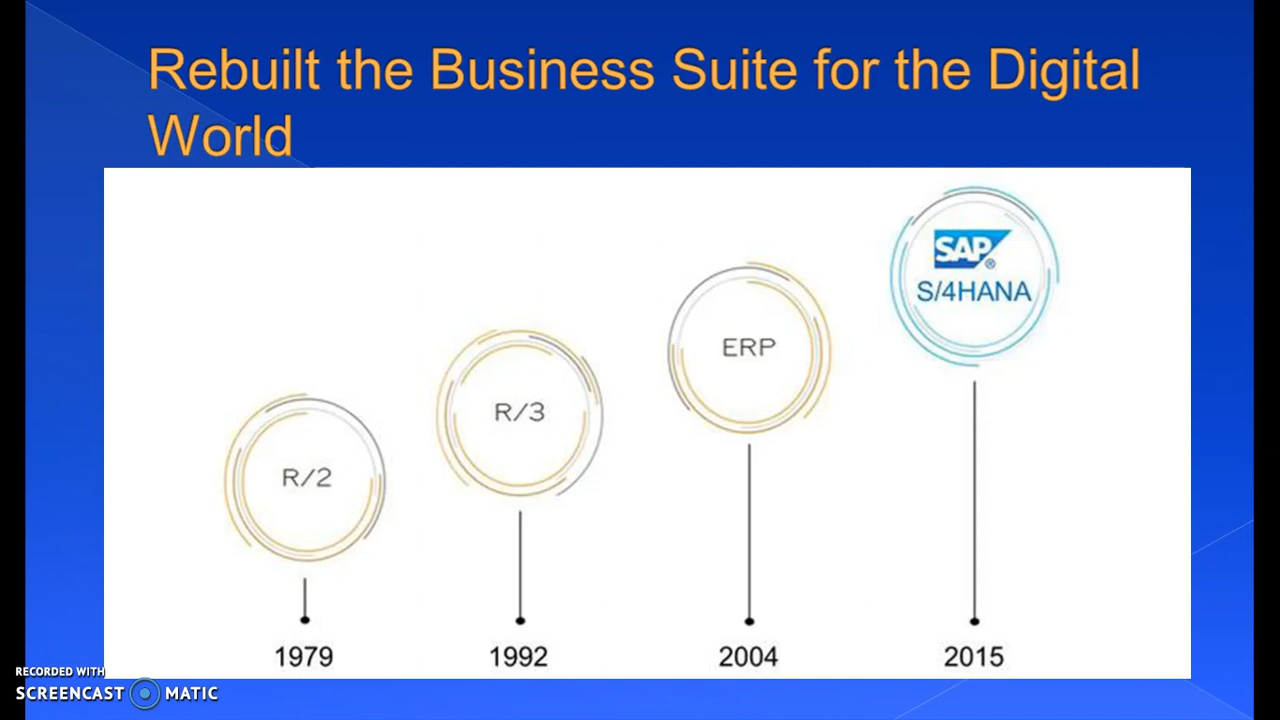 Rebuilt the Business Suite for the Digital
World
SAP®
S/4HANA
ERP
R/3
R/2
1979 1992 2004 2015
RECORDED WITH
SCREENCAST MATIC